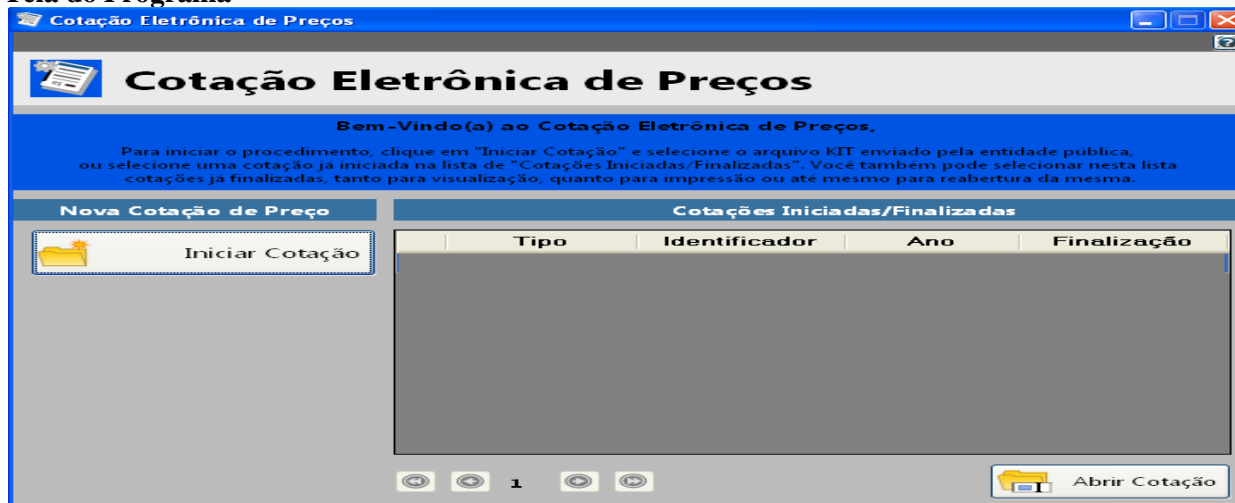 Tela do Programa
Cotação Eletrônica de Preços
Cotação Eletrônica de Preços
Bem-Vindo(a) ao Cotação Eletrônica de Preços,
Para iniciar o procedimento, clique em "Iniciar Cotação" e selecione o arquivo KIT enviado pela entidade publica,
ou selecione uma cotação já iniciada na lista de "Cotações Iniciadas/Finalizadas". Você também pode selecionar nesta lista
cotações já finalizadas, tanto para visualização, quanto para impressão ou até mesmo para reabertura da mesma.
Nova Cotação de Preço
Cotações Iniciadas/Finalizadas
Iniciar Cotação
Tipo Identificador Ano Finalização
1
Abrir Cotação